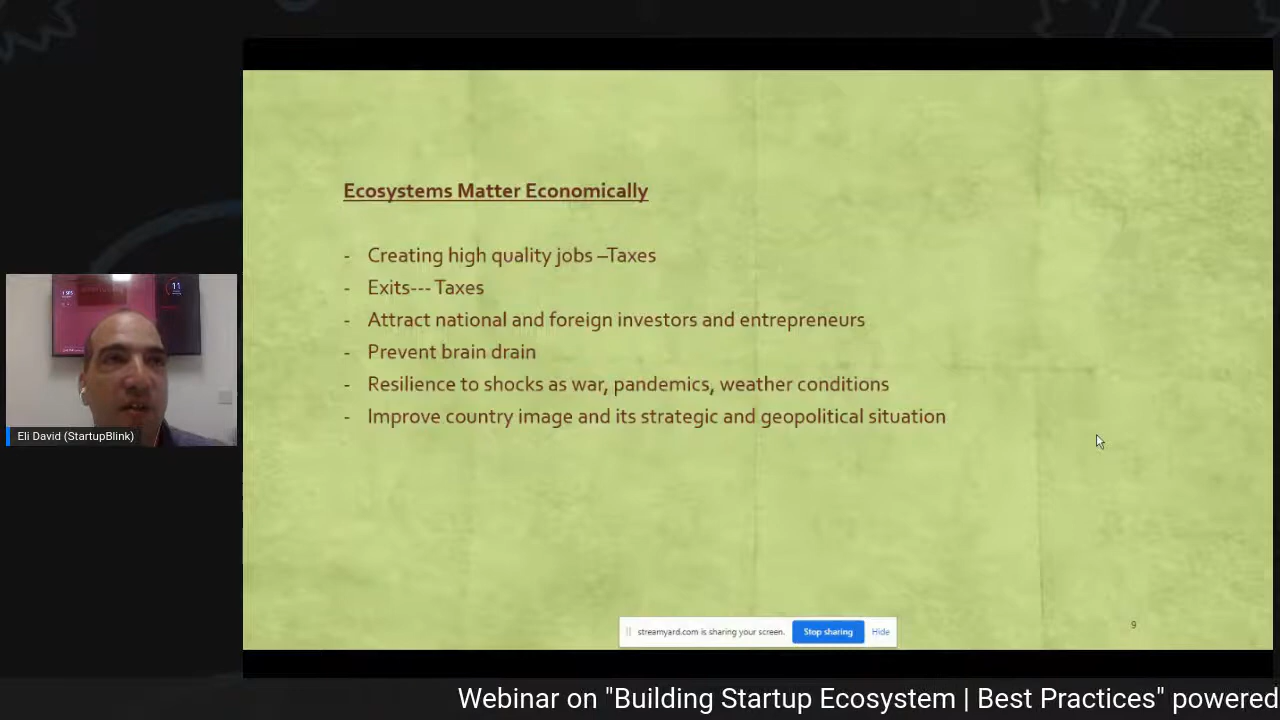 Ecosystems Matter Economically
- Creating high quality jobs –Taxes
- Exits--- Taxes
- Attract national and foreign investors and entrepreneurs
- Prevent brain drain
- Resilience to shocks as war, pandemics, weather conditions
- Improve country image and its strategic and geopolitical situation
Eli David (StartupBlink)
streamyard.com is sharing your screen. Stop sharing Hide
9
Webinar on "Building Startup Ecosystem | Best Practices" powered